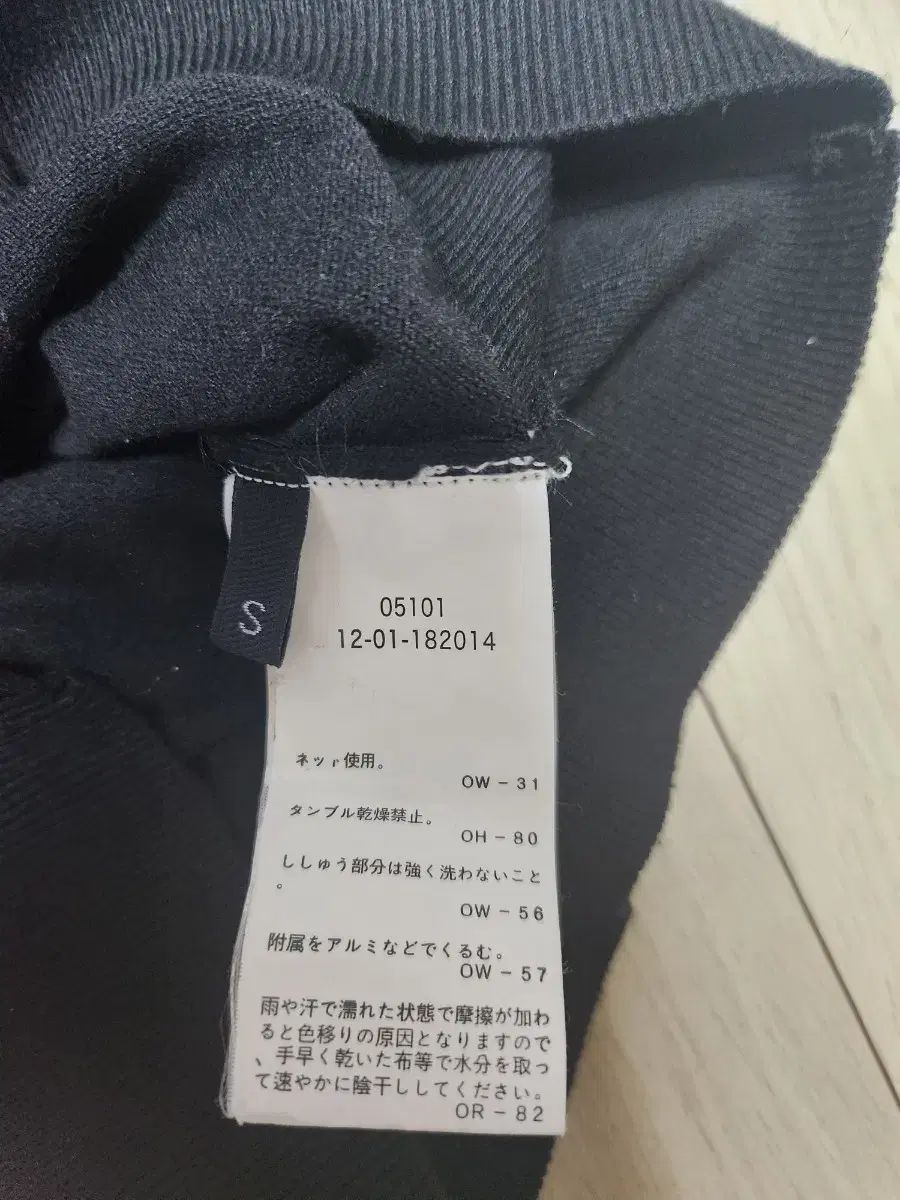 S
05101
12-01-182014
ネット使用。
OW-31
タンブル乾燥禁止。
OH-80
ししゅう部分は強く洗わないこと
。
OW-56
附属をアルミなどでくるむ。
OW-57
雨や汗で濡れた状態で摩擦が加わ
ると色移りの原因となりますので
、手早く乾いた布等で水分を取っ
て速やかに陰干ししてください。
OR-82